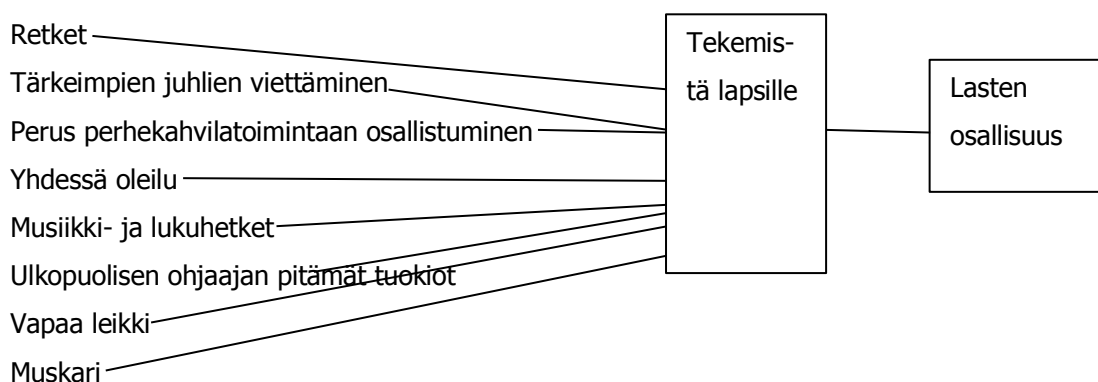 Retket
Tärkeimpien juhlien viettäminen
Perus perhekahvilatoimintaan osallistuminen
Yhdessä oleilu
Musiikki- ja lukuhetket
Ulkopuolisen ohjaajan pitämät tuokiot
Vapaa leikki
Muskari
Tekemis-
tä lapsille
Lasten
osallisuus